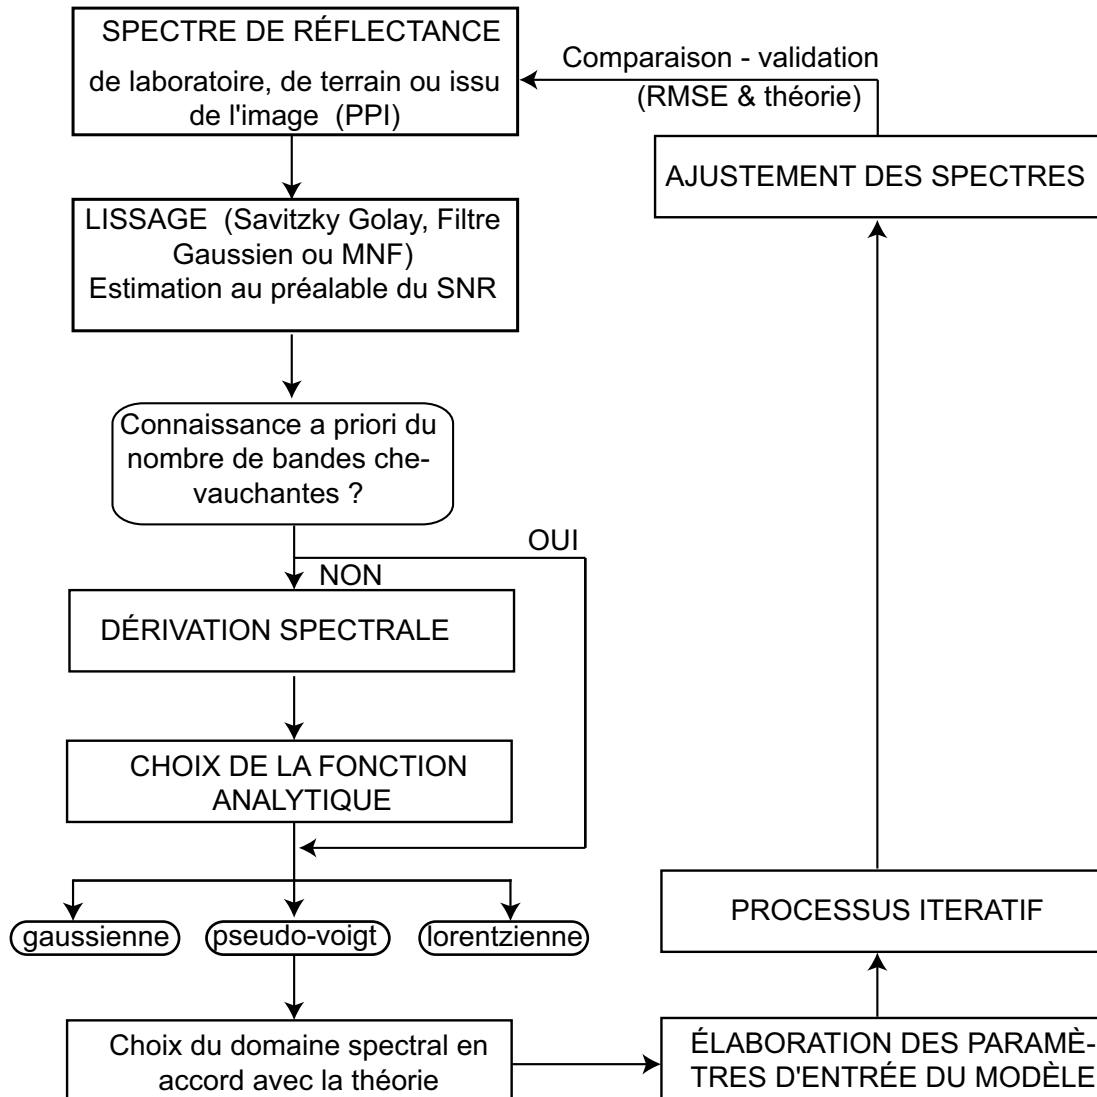 SPECTRE DE RÉFLECTANCE
de laboratoire, de terrain ou issu
de l'image (PPI)
Comparaison - validation
(RMSE & théorie)
AJUSTEMENT DES SPECTRES
LISSAGE (Savitzky Golay, Filtre
Gaussien ou MNF)
Estimation au préalable du SNR
Connaissance a priori du
nombre de bandes che-
vauchantes ?
OUI
NON
DÉRIVATION SPECTRALE
CHOIX DE LA FONCTION
ANALYTIQUE
gaussienne
pseudo-voigt
lorentzienne
PROCESSUS ITERATIF
Choix du domaine spectral en
accord avec la théorie
ÉLABORATION DES PARAMÈ-
TRES D'ENTRÉE DU MODÈLE